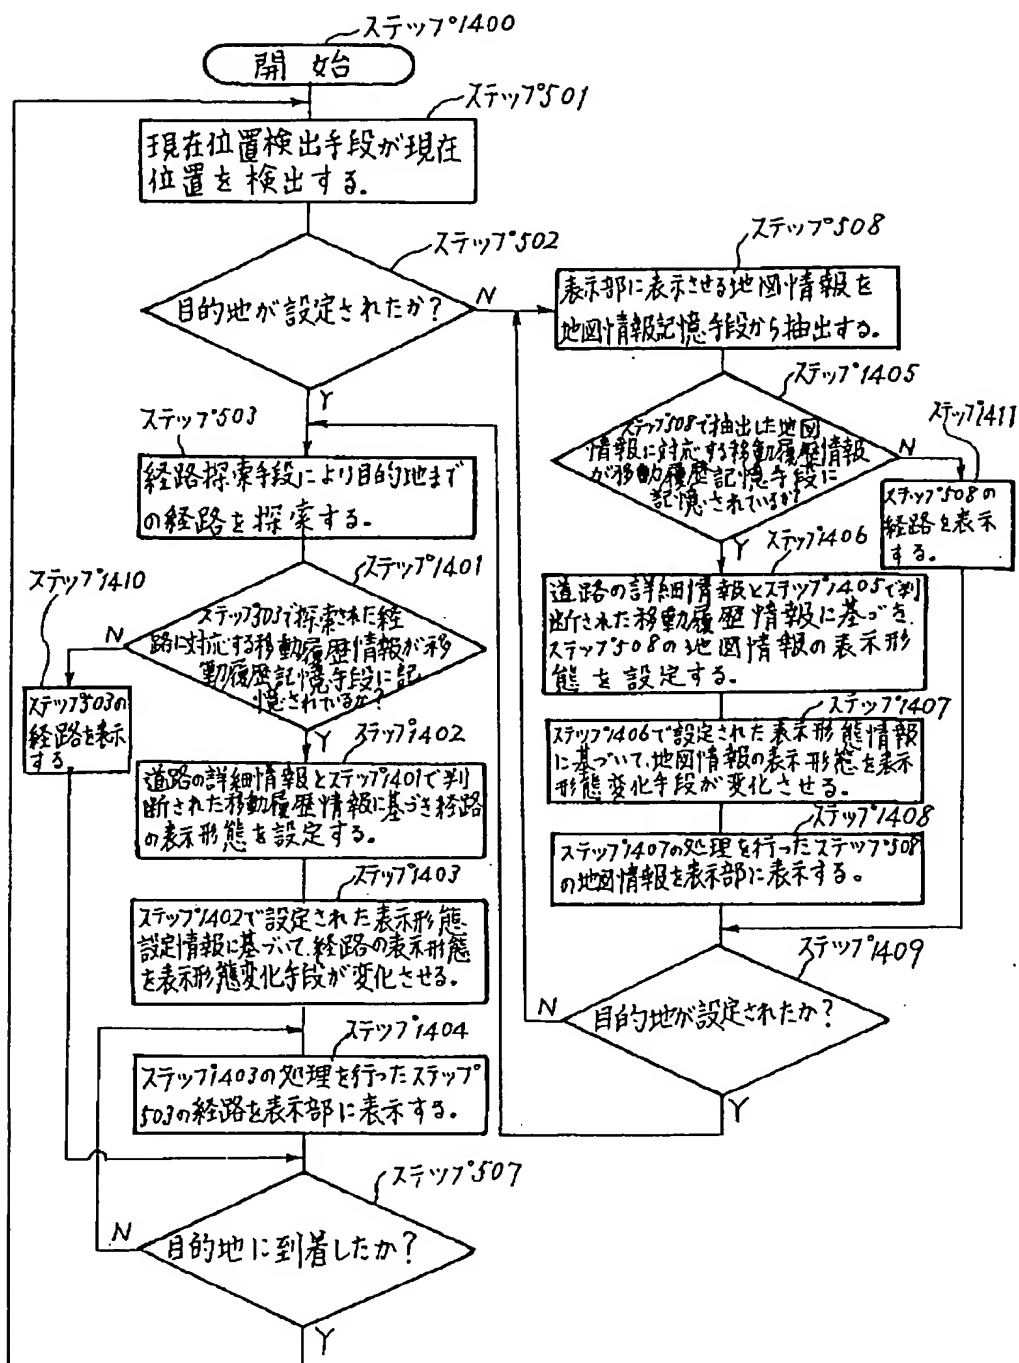 ステップ1400
開始
ステップ501
現在位置検出手段が現在
位置を検出する。
ステップ502
目的地が設定されたか?
N
Y
ステップ508
表示部に表示させる地図情報を
地図情報記憶手段から抽出する。
ステップ1405
ステップ508で抽出した地図
情報に対応する移動履歴情報
が移動履歴記憶手段に
記憶されているか?
N
Y
ステップ1411
ステップ508の
経路を表示
する。
ステップ503
経路探索手段により目的地まで
の経路を探索する。
ステップ1401
ステップ503で探索された経
路に対応する移動履歴情報が移
動履歴記憶手段に記
憶されているか?
N
Y
ステップ1410
ステップ503の
経路を表示
する
ステップ1406
道路の詳細情報とステップ1405で判
断された移動履歴情報に基づき、
ステップ508の地図情報の表示形
態を設定する。
ステップ1407
ステップ1406で設定された表示形態情報
に基づいて、地図情報の表示形態を表示
形態変化手段が変化させる。
ステップ1402
道路の詳細情報とステップ1401で判
断された移動履歴情報に基づき経路
の表示形態を設定する。
ステップ1408
ステップ1407の処理を行ったステップ508
の地図情報を表示部に表示する。
ステップ1403
ステップ1402で設定された表示形態
設定情報に基づいて、経路の表示形態
を表示形態変化手段が変化させる。
ステップ1409
目的地が設定されたか?
N
Y
ステップ1404
ステップ1403の処理を行ったステップ
503の経路を表示部に表示する。
ステップ507
目的地に到着したか?
N
Y